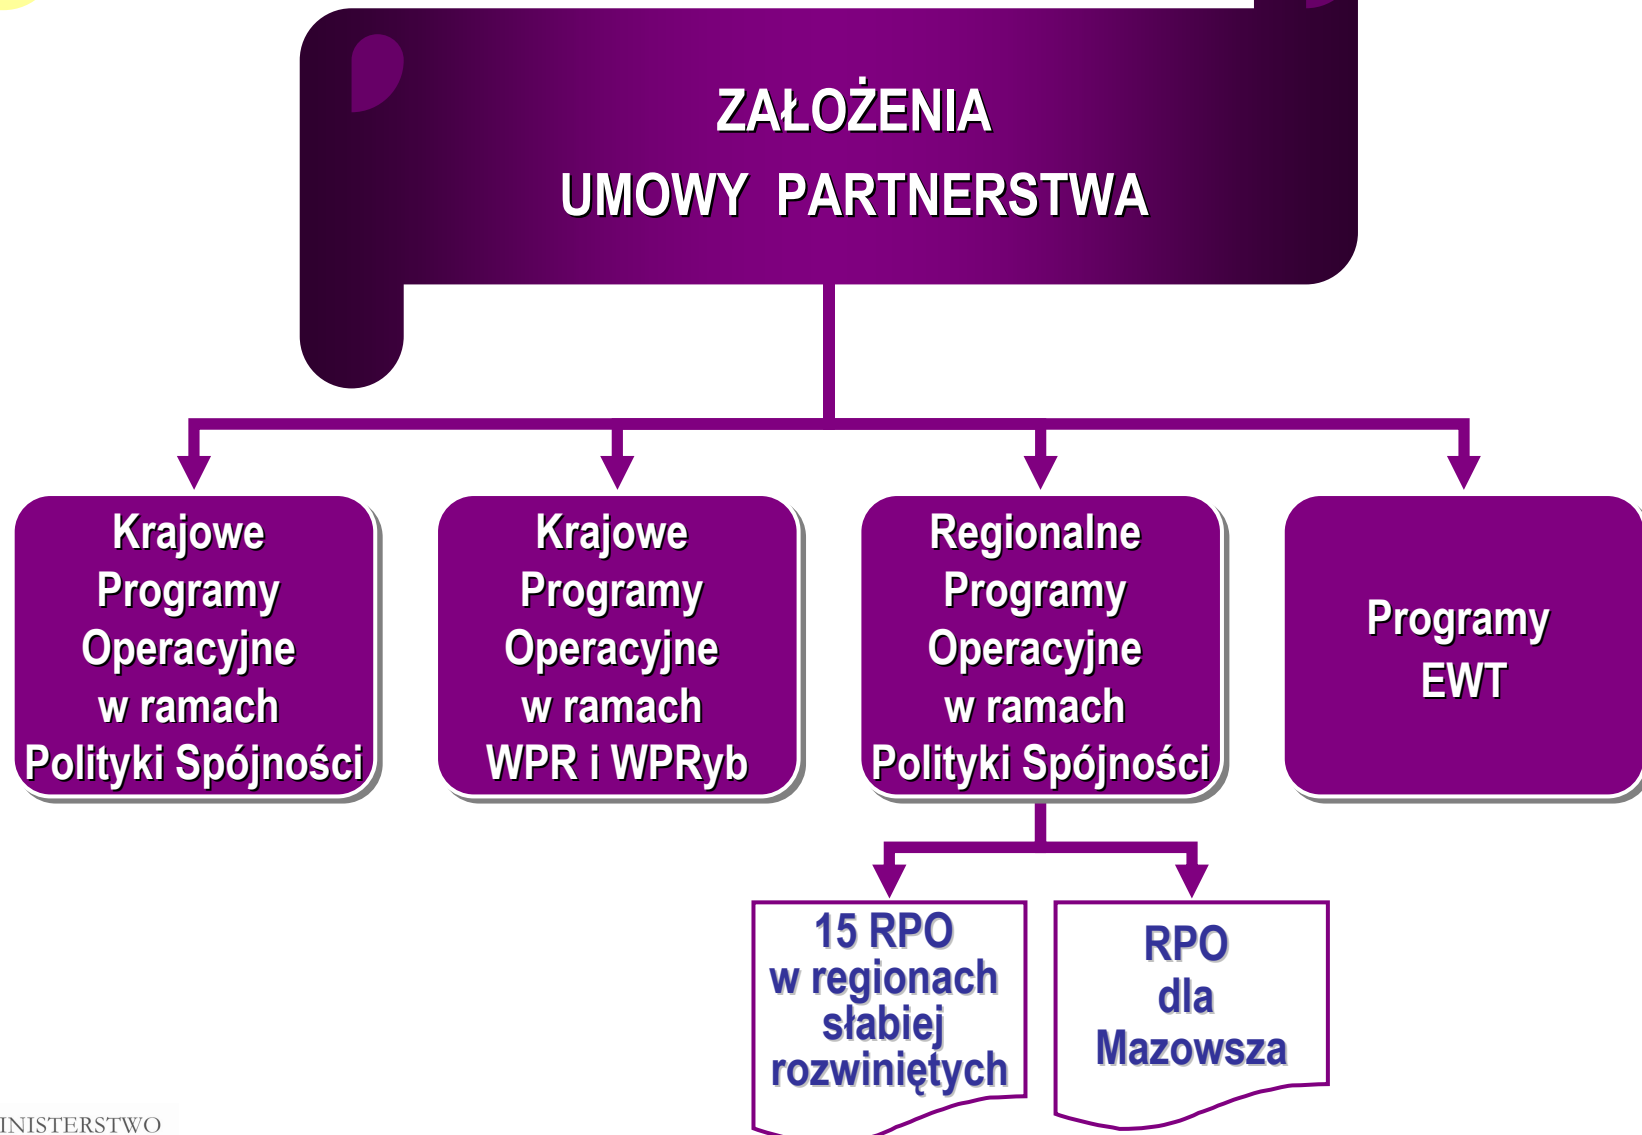 ZAŁOŻENIA
UMOWY PARTNERSTWA
Krajowe
Programy
Operacyjne
w ramach
Polityki Spójności
Krajowe
Programy
Operacyjne
w ramach
WPR i WPRyb
Regionalne
Programy
Operacyjne
w ramach
Polityki Spójności
Programy
EWT
15 RPO
w regionach
słabiej
rozwiniętych
RPO
dla
Mazowsza
INISTERSTWO